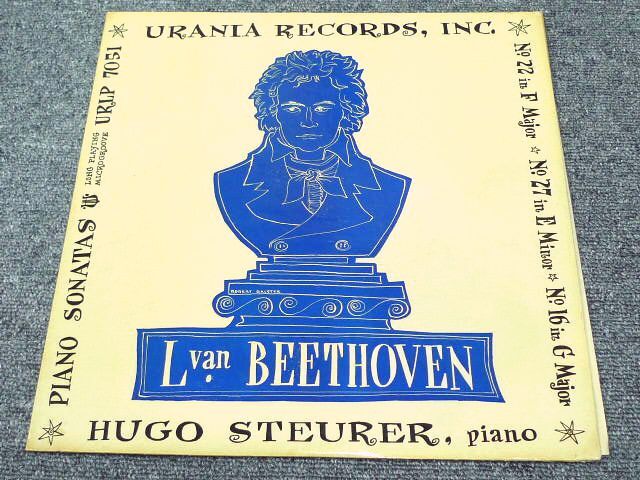 URANIA RECORDS, INC.
PIANO SONATAS
LONG PLAYING
MICROGROOVE
URLP 7051
No. 22 in F Major ☆ No. 27 in E Minor ☆ No. 16 in G Major
L van BEETHOVEN
HUGO STEURER, piano